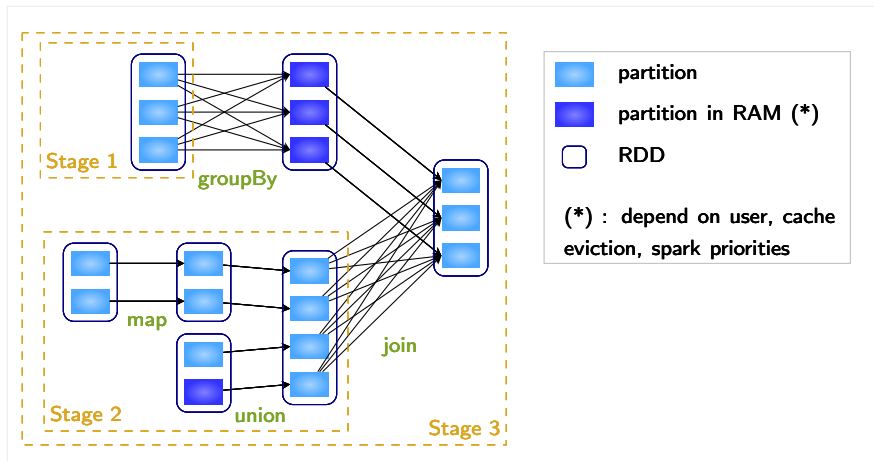 Stage 1
groupBy
map
union
Stage 2
join
Stage 3
partition
partition in RAM (*)
RDD
(*) : depend on user, cache
eviction, spark priorities